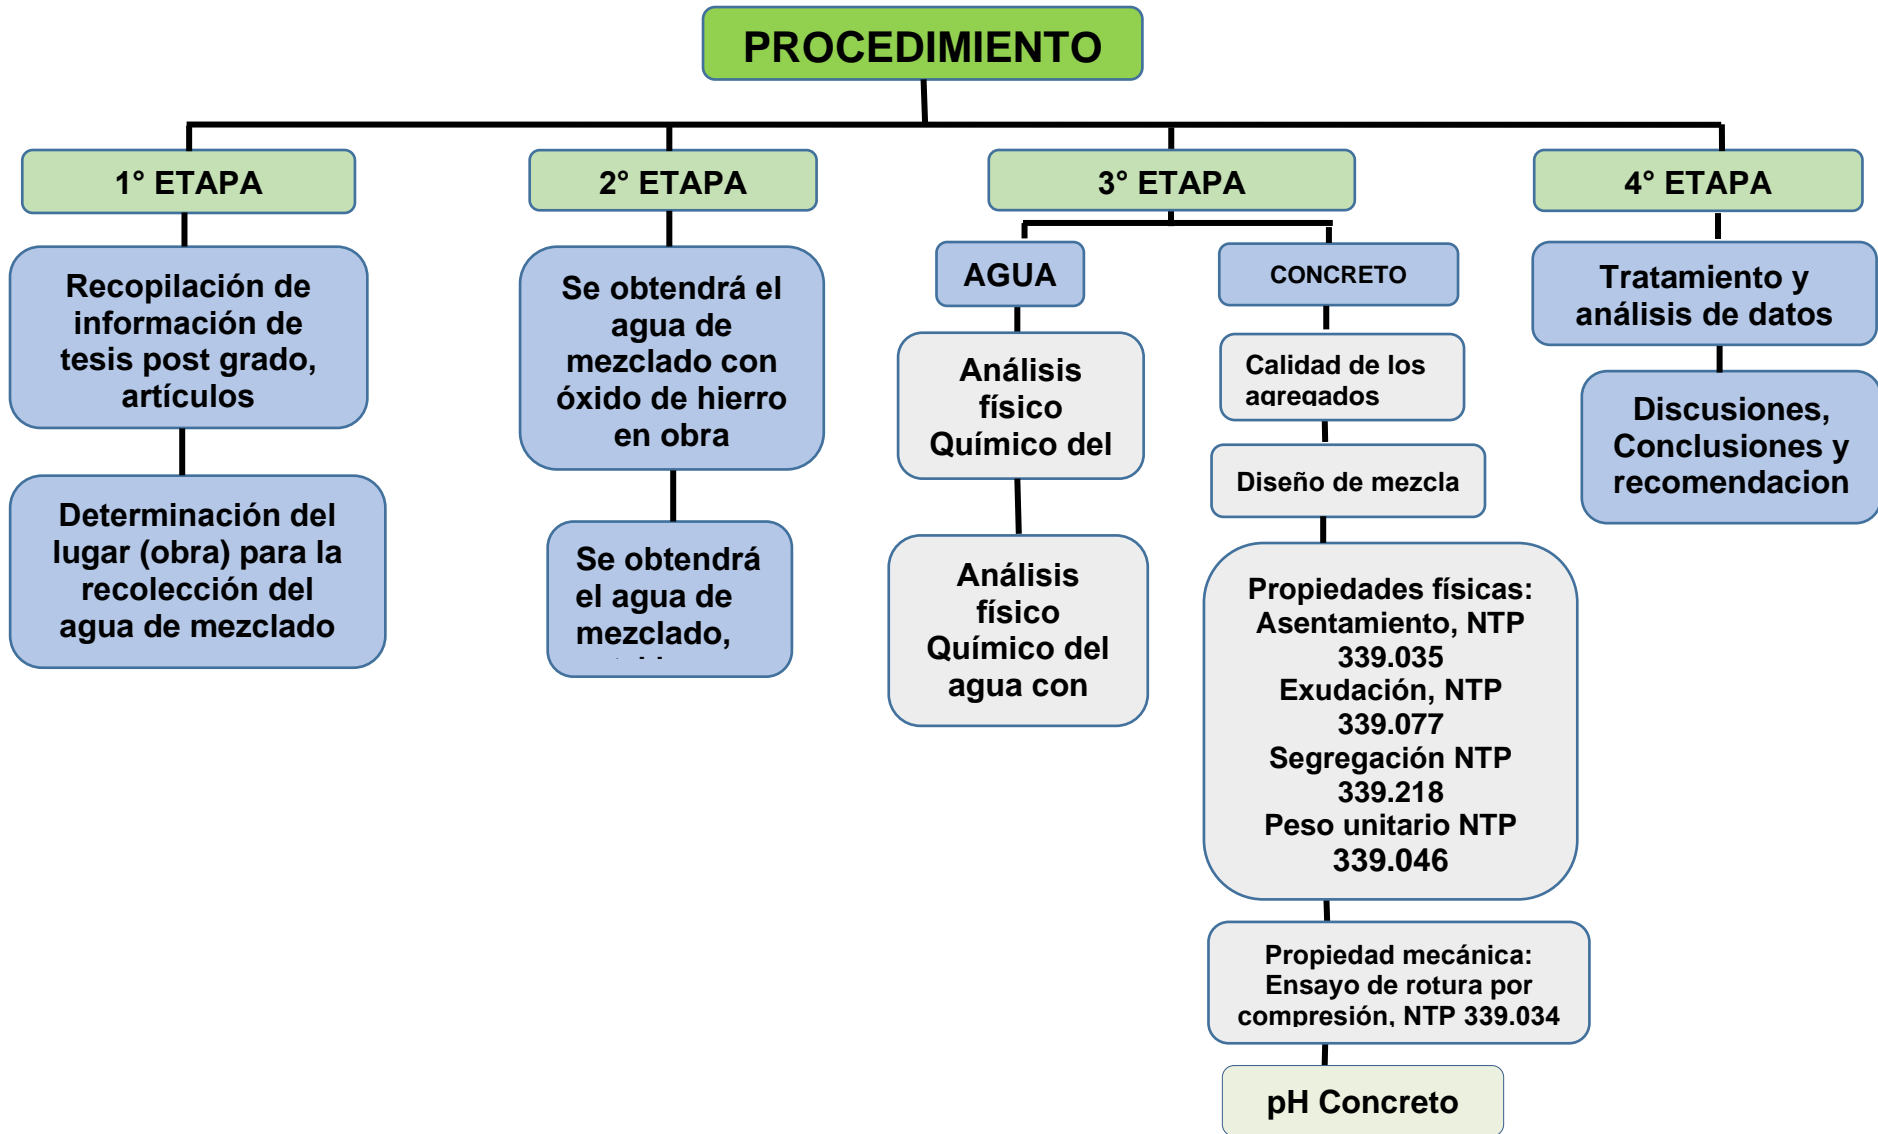 PROCEDIMIENTO
1° ETAPA
Recopilación de
información de
tesis post grado,
artículos
Determinación del
lugar (obra) para la
recolección del
agua de mezclado
2° ETAPA
Se obtendrá el
agua de
mezclado con
óxido de hierro
en obra
Se obtendrá
el agua de
mezclado,
3° ETAPA
AGUA
Análisis
físico
Químico del
Análisis
físico
Químico del
agua con
CONCRETO
Calidad de los
agregados
Diseño de mezcla
Propiedades físicas:
Asentamiento, NTP
339.035
Exudación, NTP
339.077
Segregación NTP
339.218
Peso unitario NTP
339.046
Propiedad mecánica:
Ensayo de rotura por
compresión, NTP 339.034
pH Concreto
4° ETAPA
Tratamiento y
análisis de datos
Discusiones,
Conclusiones y
recomendacion